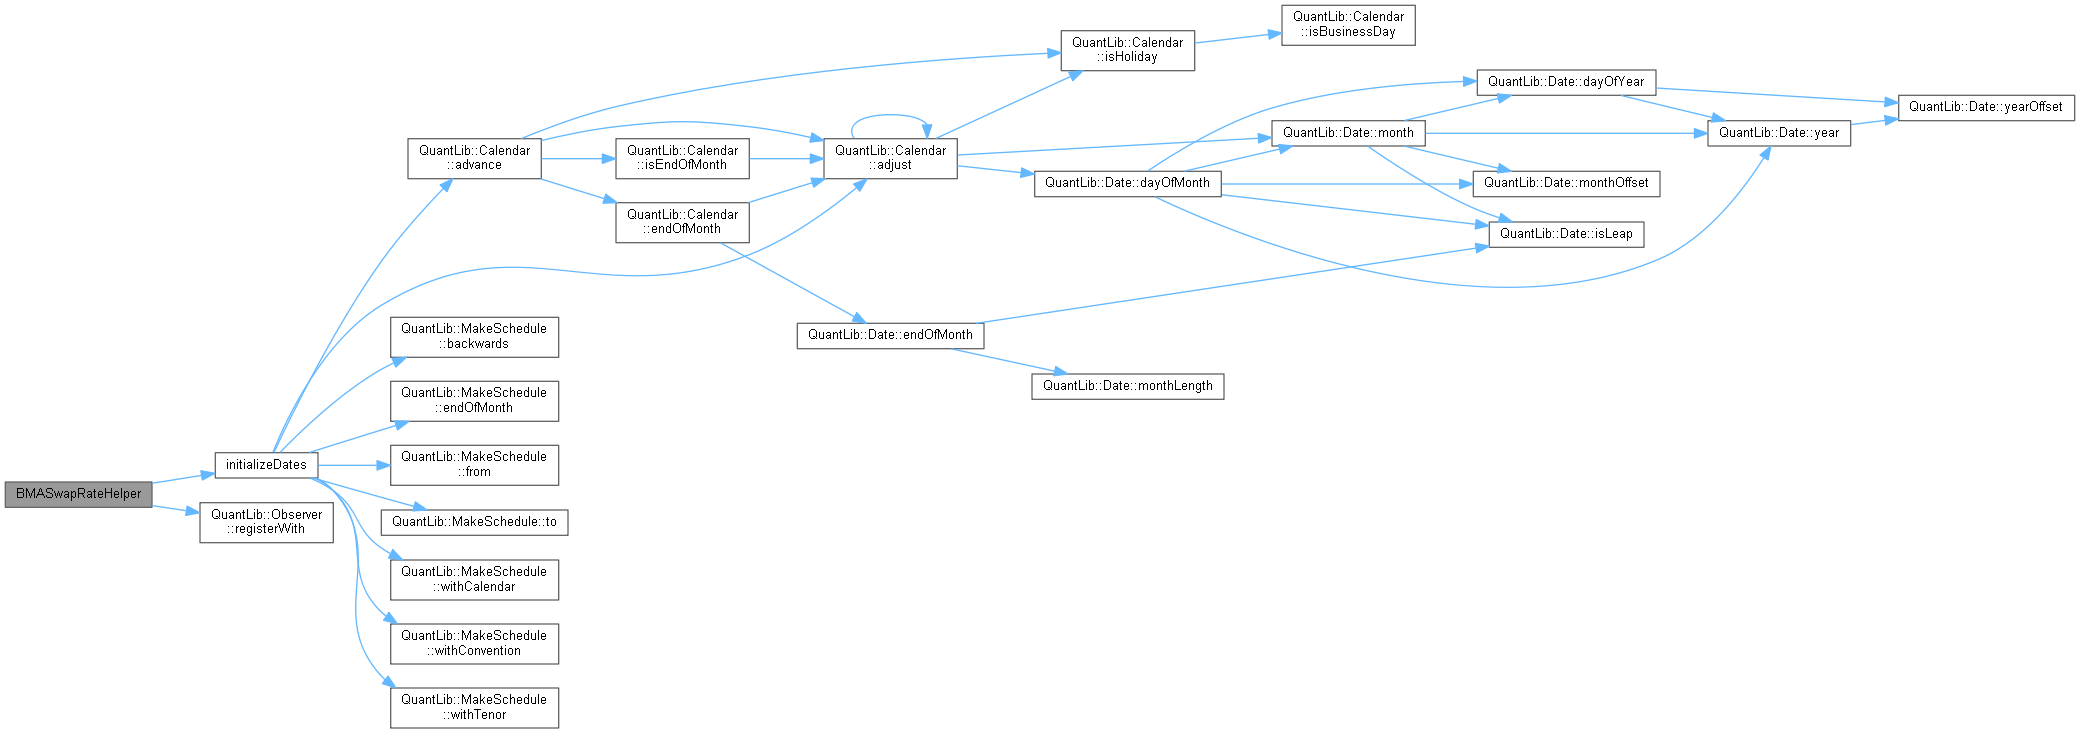 BMASwapRateHelper
initializeDates
QuantLib::Observer
::registerWith
QuantLib::Calendar
::advance
QuantLib::MakeSchedule
::backwards
QuantLib::MakeSchedule
::endOfMonth
QuantLib::MakeSchedule
::from
QuantLib::MakeSchedule::to
QuantLib::MakeSchedule
::withCalendar
QuantLib::MakeSchedule
::withConvention
QuantLib::MakeSchedule
::withTenor
QuantLib::Calendar
::isEndOfMonth
QuantLib::Calendar
::endOfMonth
QuantLib::Calendar
::adjust
QuantLib::Date::endOfMonth
QuantLib::Calendar
::isHoliday
QuantLib::Date::dayOfMonth
QuantLib::Date::monthLength
QuantLib::Calendar
::isBusinessDay
QuantLib::Date::month
QuantLib::Date::dayOfYear
QuantLib::Date::monthOffset
QuantLib::Date::isLeap
QuantLib::Date::year
QuantLib::Date::yearOffset